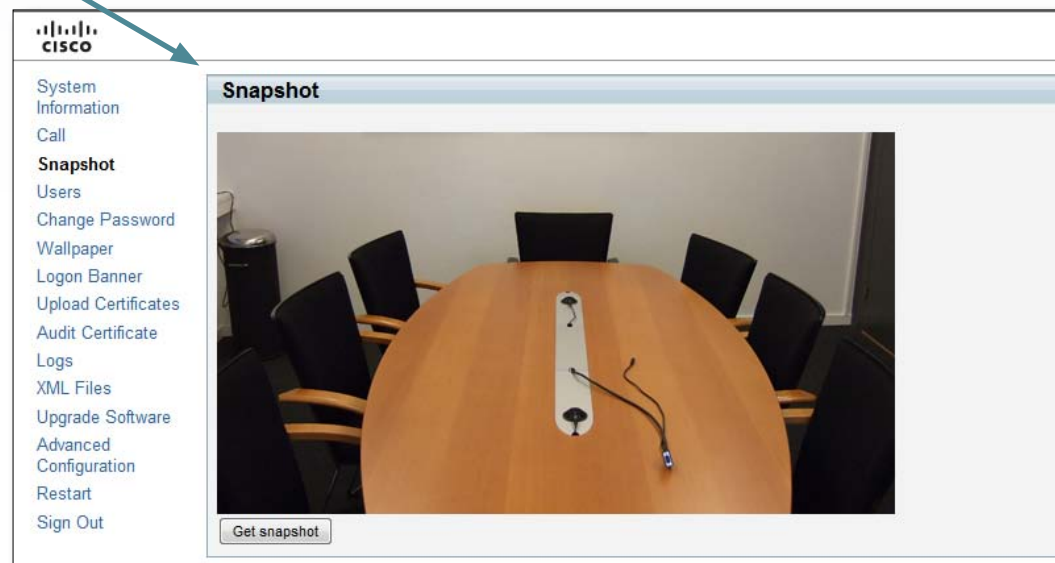 CISCO
System
Information
Call
Snapshot
Users
Change Password
Wallpaper
Logon Banner
Upload Certificates
Audit Certificate
Logs
XML Files
Upgrade Software
Advanced
Configuration
Restart
Sign Out
Snapshot
Get snapshot